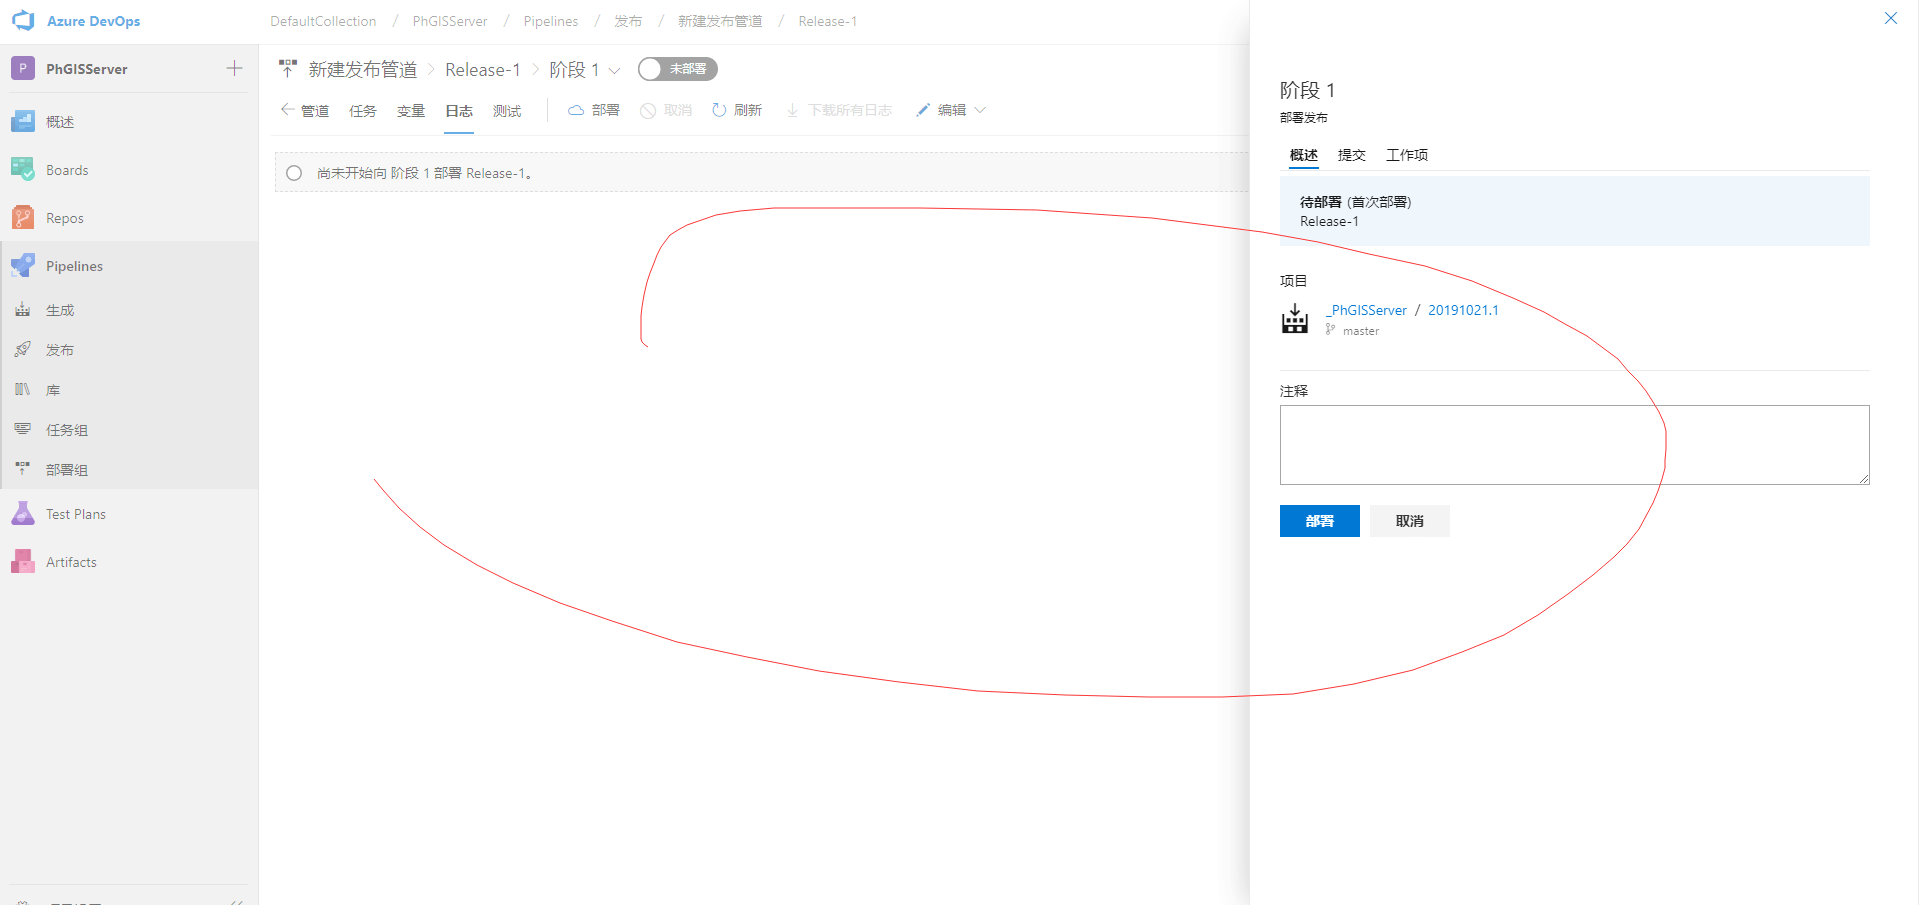 Azure DevOps
DefaultCollection / PhGISServer / Pipelines / 发布 / 新建发布管道 / Release-1
P PhGISServer
概述
Boards
Repos
Pipelines
生成
发布
库
任务组
部署组
Test Plans
Artifacts
新建发布管道 > Release-1 > 阶段 1 未部署
管道 任务 变量 日志 测试 部署 取消 刷新 下载所有日志 编辑
尚未开始向 阶段 1 部署 Release-1。
阶段 1
部署发布
概述 提交 工作项
待部署 (首次部署)
Release-1
项目
_PhGISServer / 20191021.1
master
注释
部署 取消